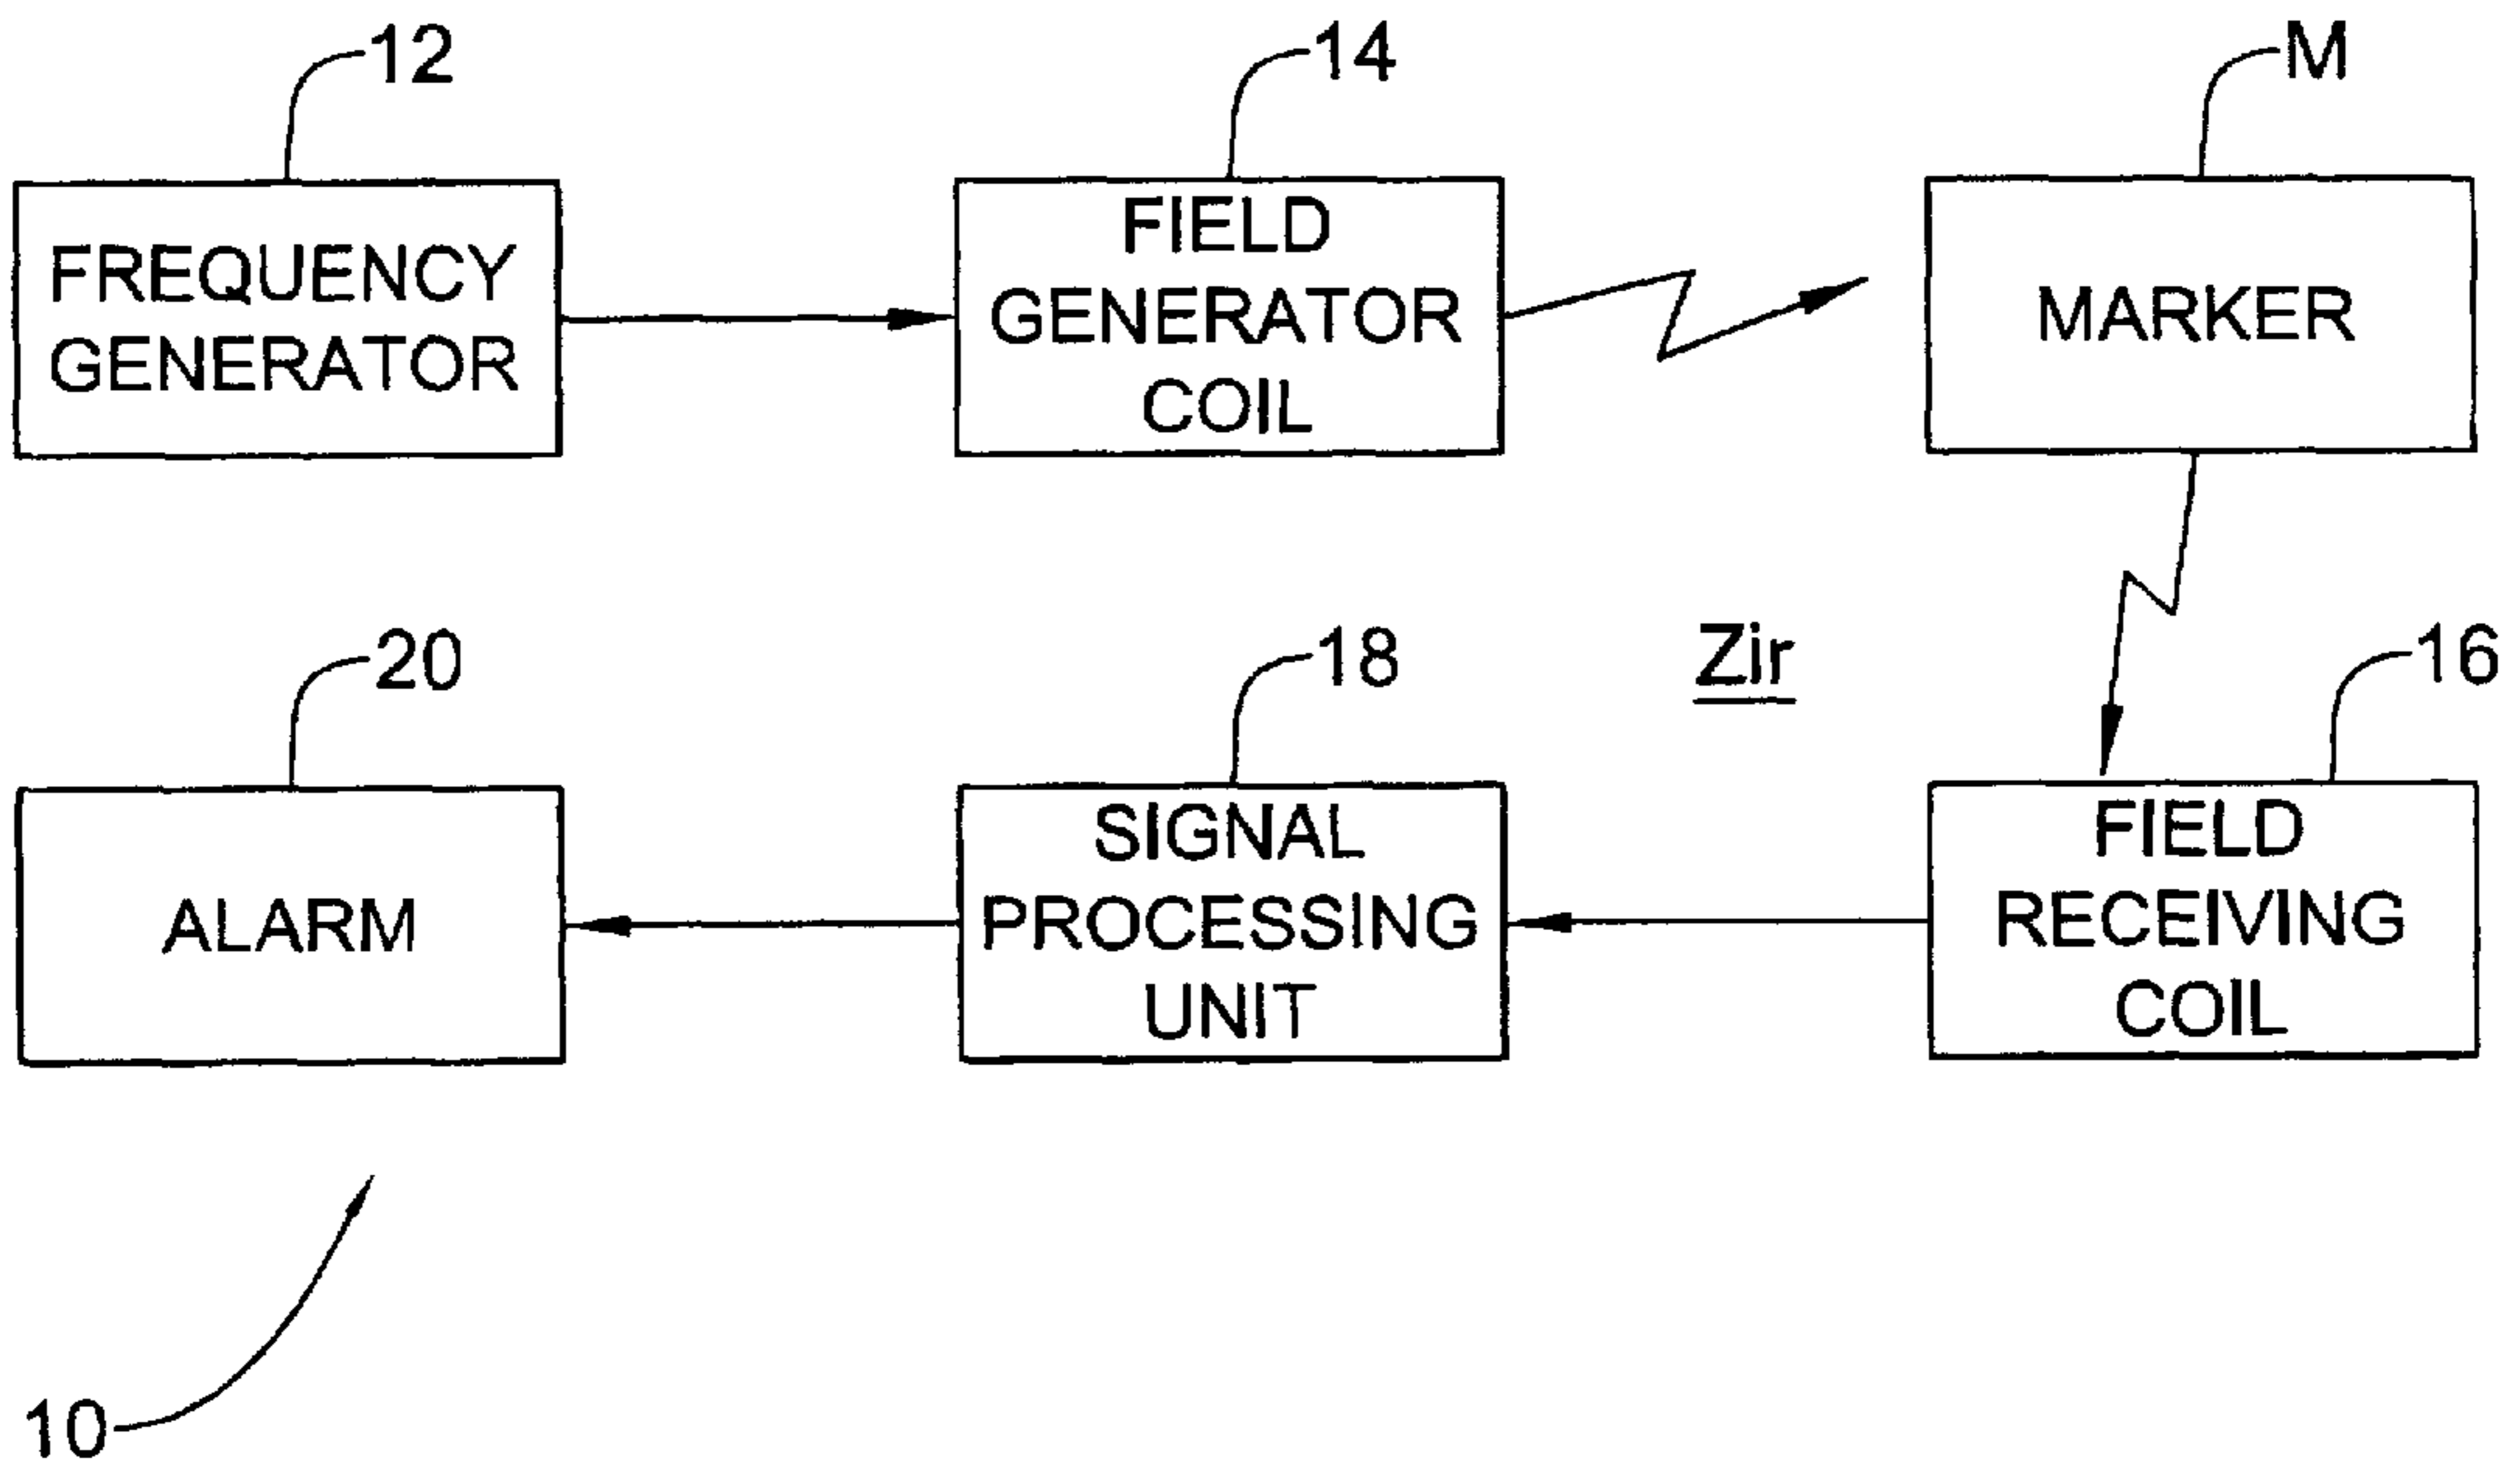 12
14
M
FREQUENCY
GENERATOR
FIELD
GENERATOR
COIL
MARKER
20
18
Zir
16
ALARM
SIGNAL
PROCESSING
UNIT
FIELD
RECEIVING
COIL
10